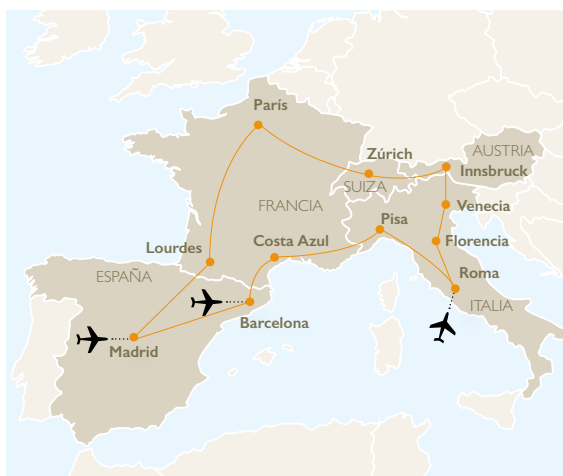 París
Zúrich
AUSTRIA
Innsbruck
SUIZA
FRANCIA
Venecia
Pisa
Lourdes
Costa Azul
Florencia
ESPAÑA
Roma
ITALIA
Barcelona
Madrid